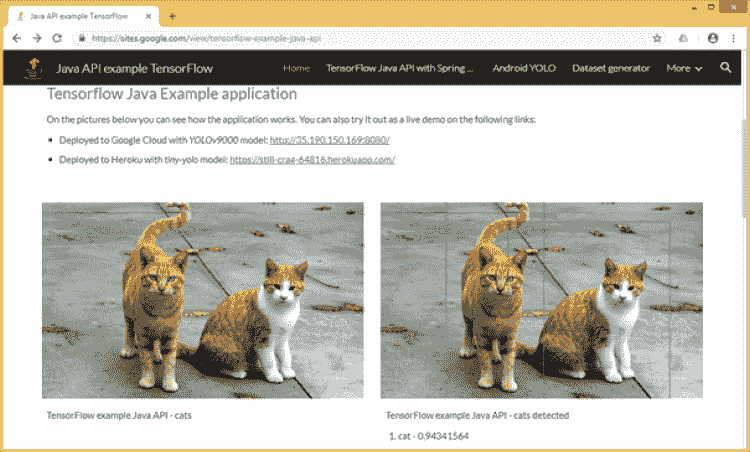 Java API example TensorFlow
https://sites.google.com/view/tensorflow-example-java-api
Java API example TensorFlow
Home
TensorFlow Java API with Spring ...
Android YOLO
Dataset generator
More
Tensorflow Java Example application
On the pictures below you can see how the application works. You can also try it out as a live demo on the following links:
Deployed to Google Cloud with YOLOv9000 model: http://35.190.150.169:8080/
Deployed to Heroku with tiny-yolo model: https://still-crag-64816.herokuapp.com/
TensorFlow example Java API - cats
TensorFlow example Java API - cats detected
1. cat - 0.94341564